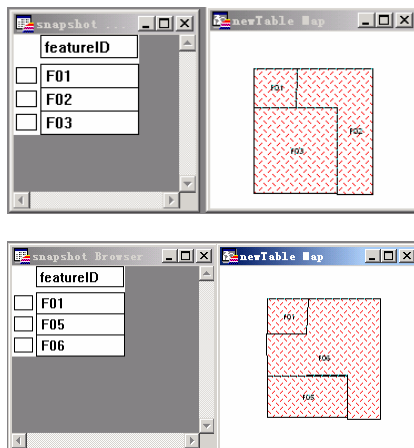 snapshot ...
newTable Map
featureID
F01
F02
F03
F01
F02
F03
snapshot Browser
newTable Map
featureID
F01
F05
F06
F01
F06
F05